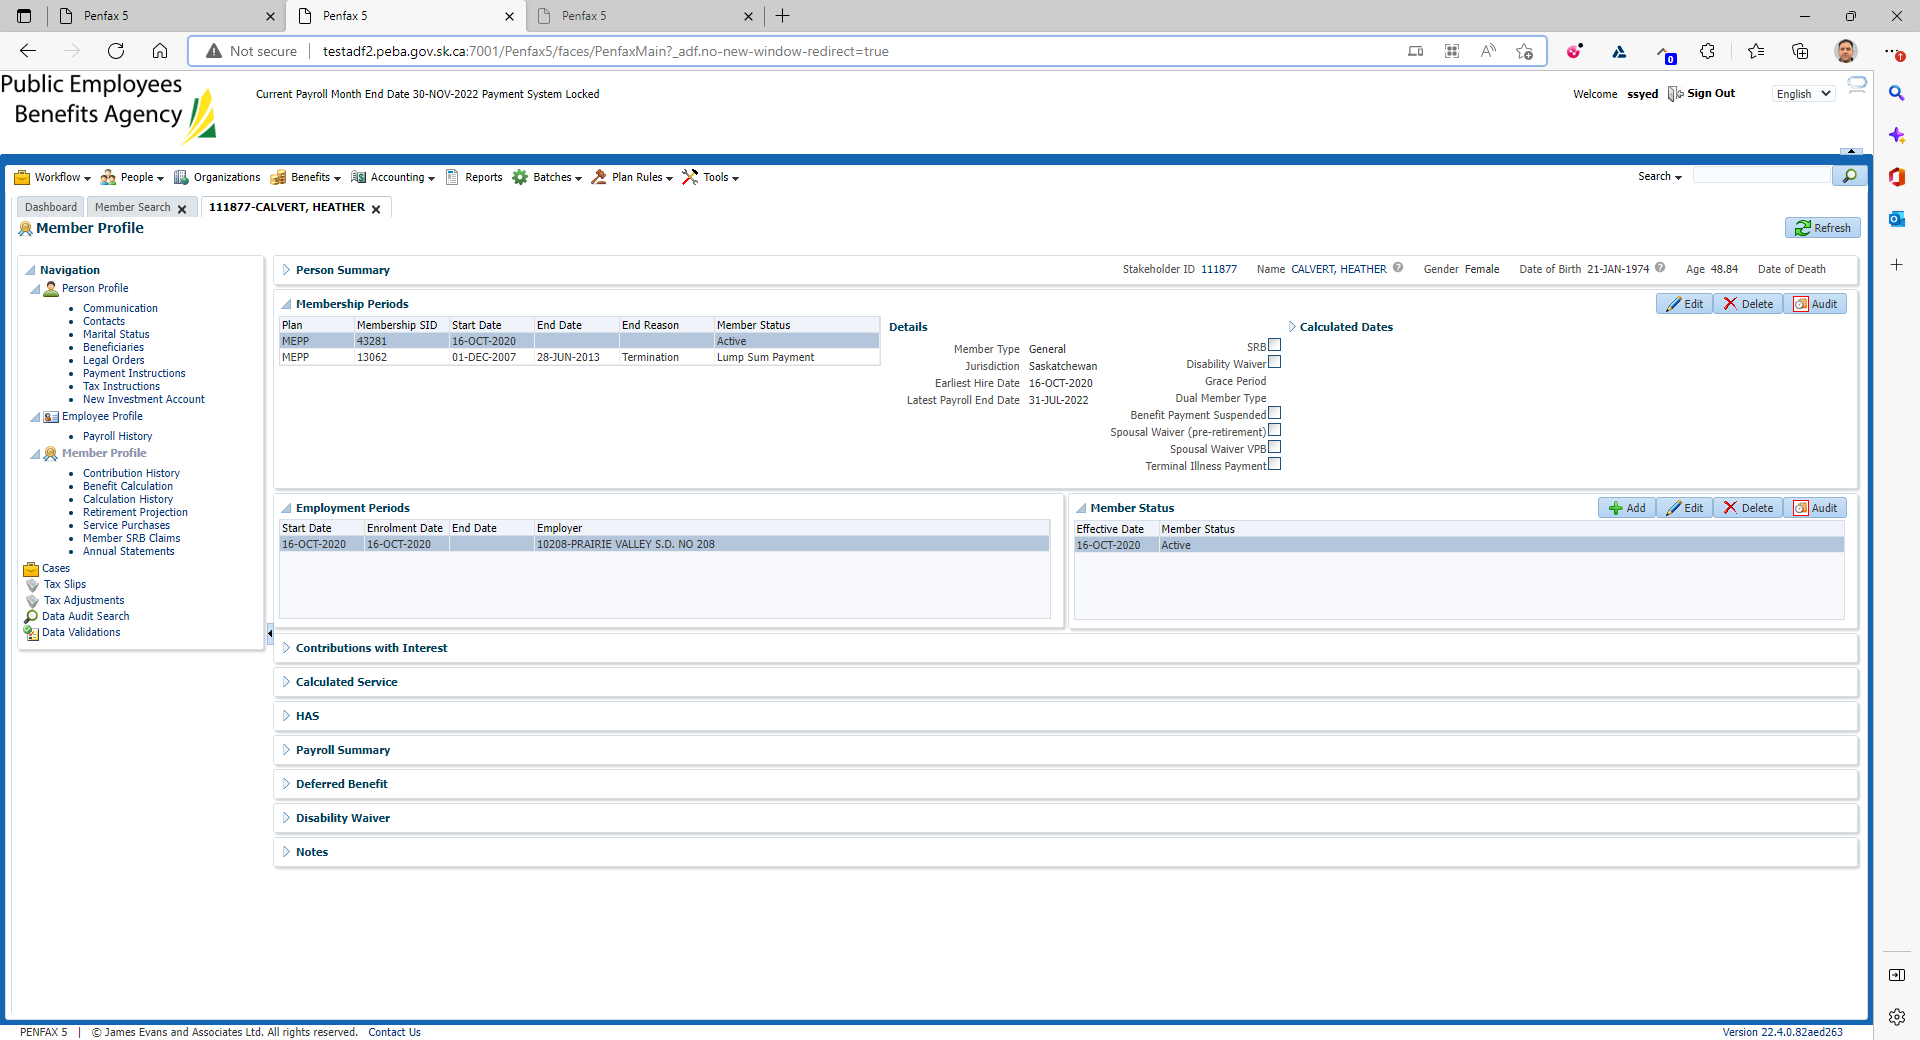 Penfax 5
Penfax 5
Penfax 5
Not secure
testadf2.peba.gov.sk.ca:7001/Penfax5/faces/PenfaxMain?_adf.no-new-window-redirect=true
0
Public Employees
Benefits Agency
Current Payroll Month End Date 30-NOV-2022 Payment System Locked
Welcome ssyed Sign Out English
Workflow People Organizations Benefits Accounting Reports Batches Plan Rules Tools Search
Dashboard Member Search 111877-CALVERT, HEATHER
Member Profile
Refresh
Navigation
Person Profile
Communication
Contacts
Marital Status
Beneficiaries
Legal Orders
Payment Instructions
Tax Instructions
New Investment Account
Employee Profile
Payroll History
Member Profile
Contribution History
Benefit Calculation
Calculation History
Retirement Projection
Service Purchases
Member SRB Claims
Annual Statements
Cases
Tax Slips
Tax Adjustments
Data Audit Search
Data Validations
Person Summary
Stakeholder ID 111877 Name CALVERT, HEATHER Gender Female Date of Birth 21-JAN-1974 Age 48.84 Date of Death
Membership Periods
Edit Delete Audit
Plan Membership SID Start Date End Date End Reason Member Status
MEPP 43281 16-OCT-2020 Active
MEPP 13062 01-DEC-2007 28-JUN-2013 Termination Lump Sum Payment
Details
Member Type General
Jurisdiction Saskatchewan
Earliest Hire Date 16-OCT-2020
Latest Payroll End Date 31-JUL-2022
SRB
Disability Waiver
Grace Period
Dual Member Type
Benefit Payment Suspended
Spousal Waiver (pre-retirement)
Spousal Waiver VPB
Terminal Illness Payment
Calculated Dates
Employment Periods
Start Date Enrolment Date End Date Employer
16-OCT-2020 16-OCT-2020 10208-PRAIRIE VALLEY S.D. NO 208
Member Status
Add Edit Delete Audit
Effective Date Member Status
16-OCT-2020 Active
Contributions with Interest
Calculated Service
HAS
Payroll Summary
Deferred Benefit
Disability Waiver
Notes
PENFAX 5 | © James Evans and Associates Ltd. All rights reserved. Contact Us
Version 22.4.0.82aed263